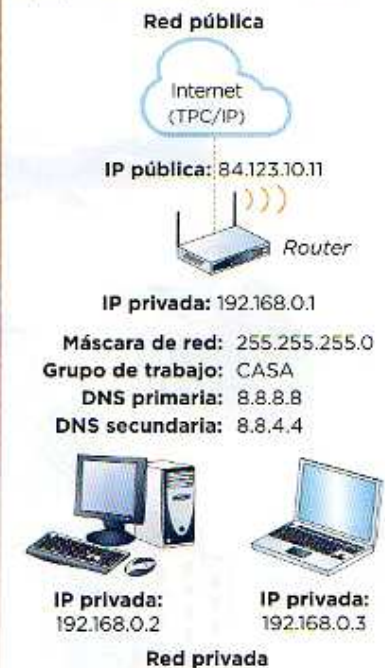 Red pública
Internet
(TPC/IP)
IP pública: 84.123.10.11
Router
IP privada: 192.168.0.1
Máscara de red: 255.255.255.0
Grupo de trabajo: CASA
DNS primaria: 8.8.8.8
DNS secundaria: 8.8.4.4
IP privada:
192.168.0.2
IP privada:
192.168.0.3
Red privada